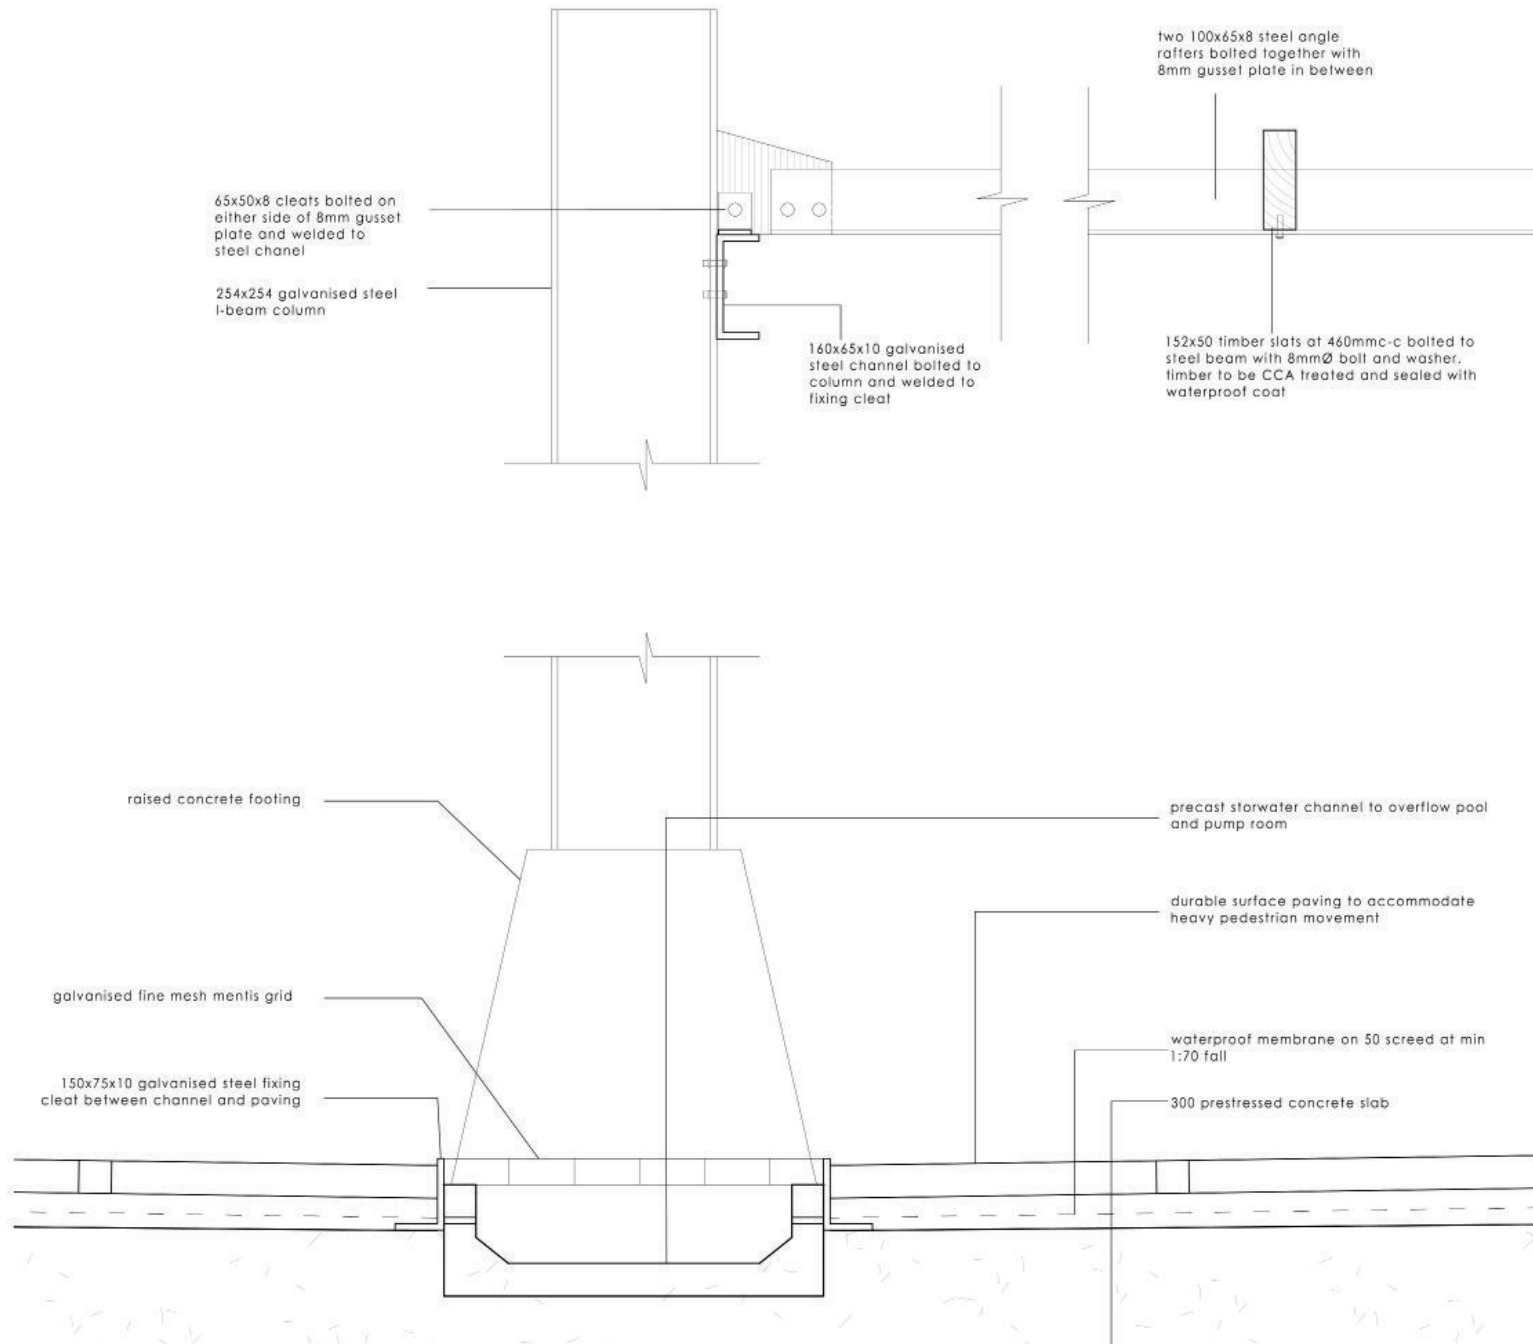 two 100x65x8 steel angle
rafters bolted together with
8mm gusset plate in between
65x50x8 cleats bolted on
either side of 8mm gusset
plate and welded to
steel chanel
254x254 galvanised steel
I-beam column
160x65x10 galvanised
steel channel bolted to
column and welded to
fixing cleat
152x50 timber slats at 460mmc-c bolted to
steel beam with 8mmØ bolt and washer.
timber to be CCA treated and sealed with
waterproof coat
raised concrete footing
precast storwater channel to overflow pool
and pump room
durable surface paving to accommodate
heavy pedestrian movement
galvanised fine mesh mentis grid
waterproof membrane on 50 screed at min
1:70 fall
150x75x10 galvanised steel fixing
cleat between channel and paving
300 prestressed concrete slab